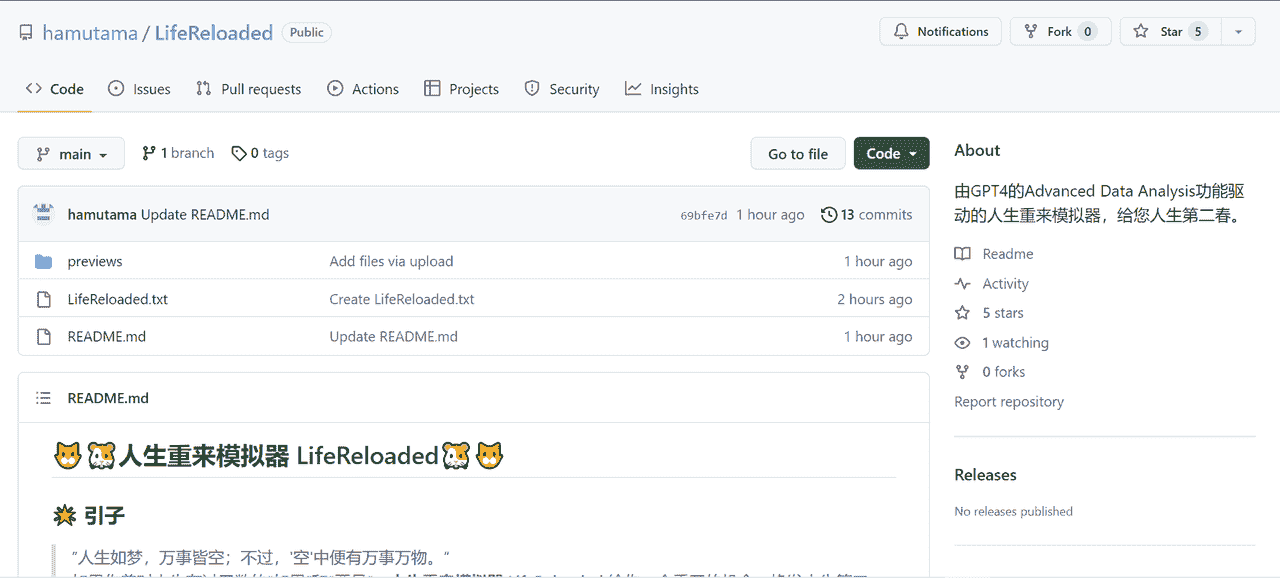 hamutama / LifeReloaded Public
Notifications Fork 0 Star 5
Code Issues Pull requests Actions Projects Security Insights
main 1 branch 0 tags Go to file Code
hamutama Update README.md 69bfe7d 1 hour ago 13 commits
previews Add files via upload 1 hour ago
LifeReloaded.txt Create LifeReloaded.txt 2 hours ago
README.md Update README.md 1 hour ago
README.md
🐱🐹人生重来模拟器 LifeReloaded🐹🐱
🌟 引子
"人生如梦，万事皆空；不过，'空'中便有万事万物。"
About
由GPT4的Advanced Data Analysis功能驱
动的人生重来模拟器，给您人生第二春。
Readme
Activity
5 stars
1 watching
0 forks
Report repository
Releases
No releases published